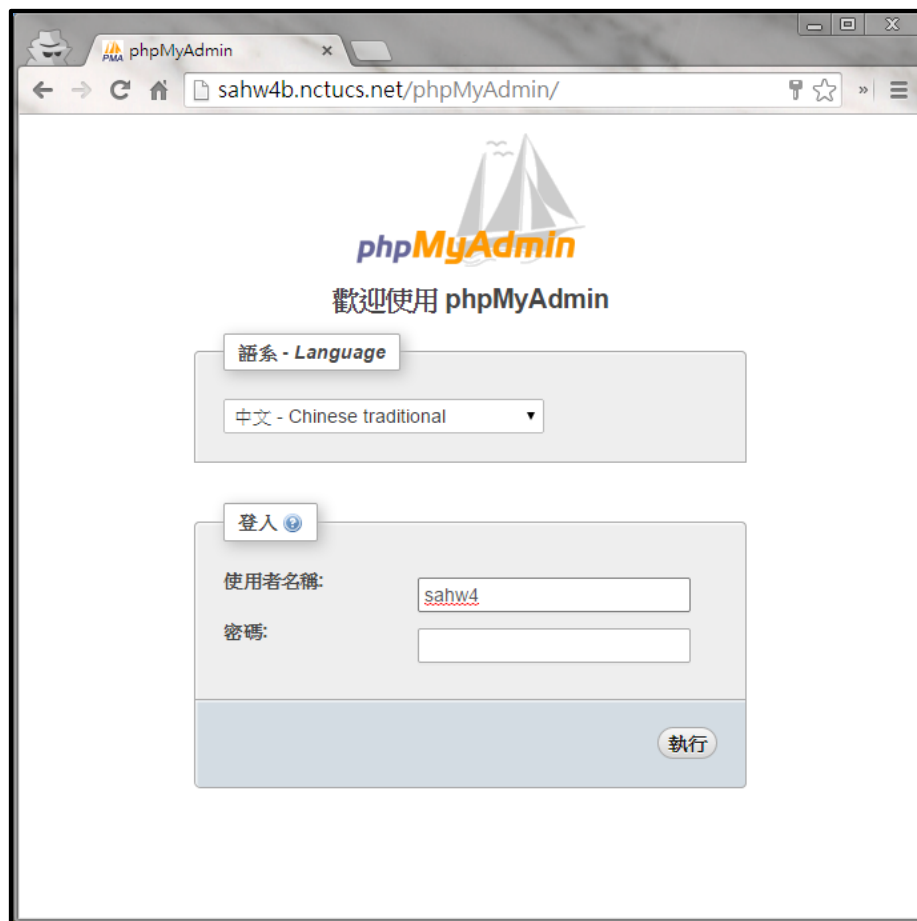 PMA phpMyAdmin
sahw4b.nctucs.net/phpMyAdmin/
phpMyAdmin
歡迎使用 phpMyAdmin
語系 - Language
中文 - Chinese traditional
登入
使用者名稱:
sahw4
密碼:
執行